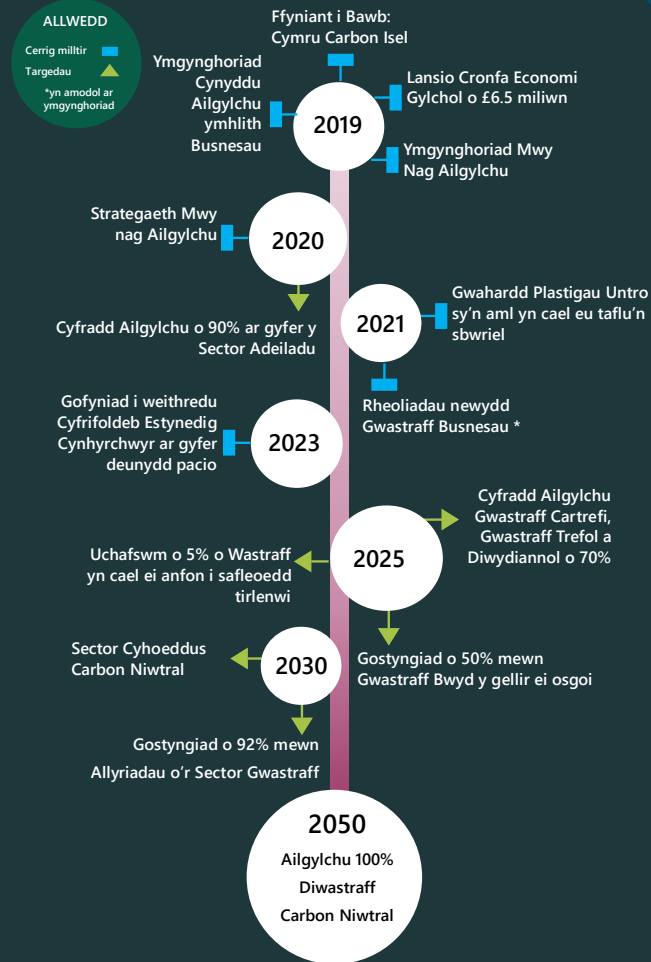 ALLWEDD
Cerrig milltir
Targedau
*yn amodol ar
ymgynghoriad
Ffyniant i Bawb:
Cymru Carbon Isel
Ymgynghoriad
Cynyddu
Ailgylchu
ymhlith
Busnesau
Lansio Cronfa Economi
Gylchol o £6.5 miliwn
2019
Ymgynghoriad Mwy
Nag Ailgylchu
Strategaeth Mwy
nag Ailgylchu
2020
Cyfradd Ailgylchu o 90% ar gyfer y
Sector Adeiladu
2021
Gwahardd Plastigau Untro
sy'n aml yn cael eu taflu'n
sbwriel
Rheoliadau newydd
Gwastraff Busnesau *
Gofyniad i weithredu
Cyfrifoldeb Estynedig
Cynhyrchwyr ar gyfer
deunydd pacio
2023
Cyfradd Ailgylchu
Gwastraff Cartrefi,
Gwastraff Trefol a
Diwydiannol o 70%
2025
Uchafswm o 5% o Wastraff
yn cael ei anfon i safleoedd
tirlenwi
Gostyngiad o 50% mewn
Gwastraff Bwyd y gellir ei osgoi
Sector Cyhoeddus
Carbon Niwtral
2030
Gostyngiad o 92% mewn
Allyriadau o'r Sector Gwastraff
2050
Ailgylchu 100%
Diwastraff
Carbon Niwtral